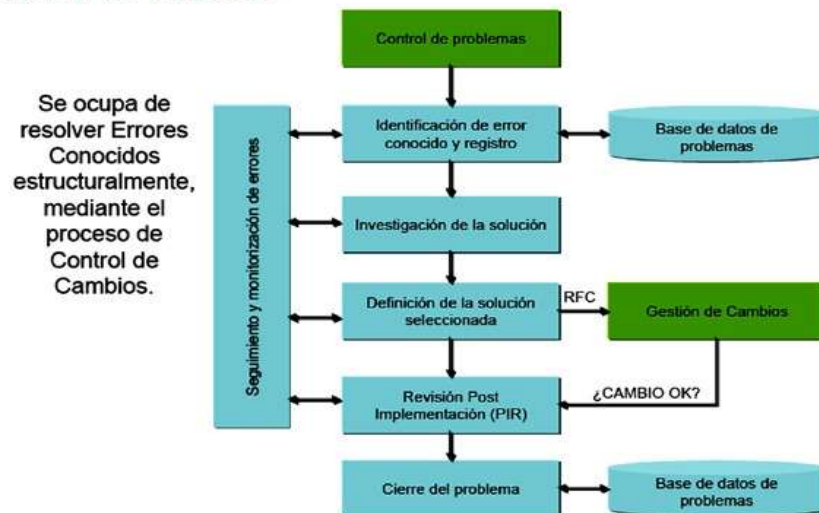 Control de problemas
Se ocupa de
resolver Errores
Conocidos
estructuralmente,
mediante el
proceso de
Control de
Cambios.
Seguimiento y monitorización de errores
Identificación de error
conocido y registro
Base de datos de
problemas
Investigación de la solución
Definición de la solución
seleccionada
RFC
Gestión de Cambios
Revisión Post
Implementación (PIR)
¿CAMBIO OK?
Cierre del problema
Base de datos de
problemas